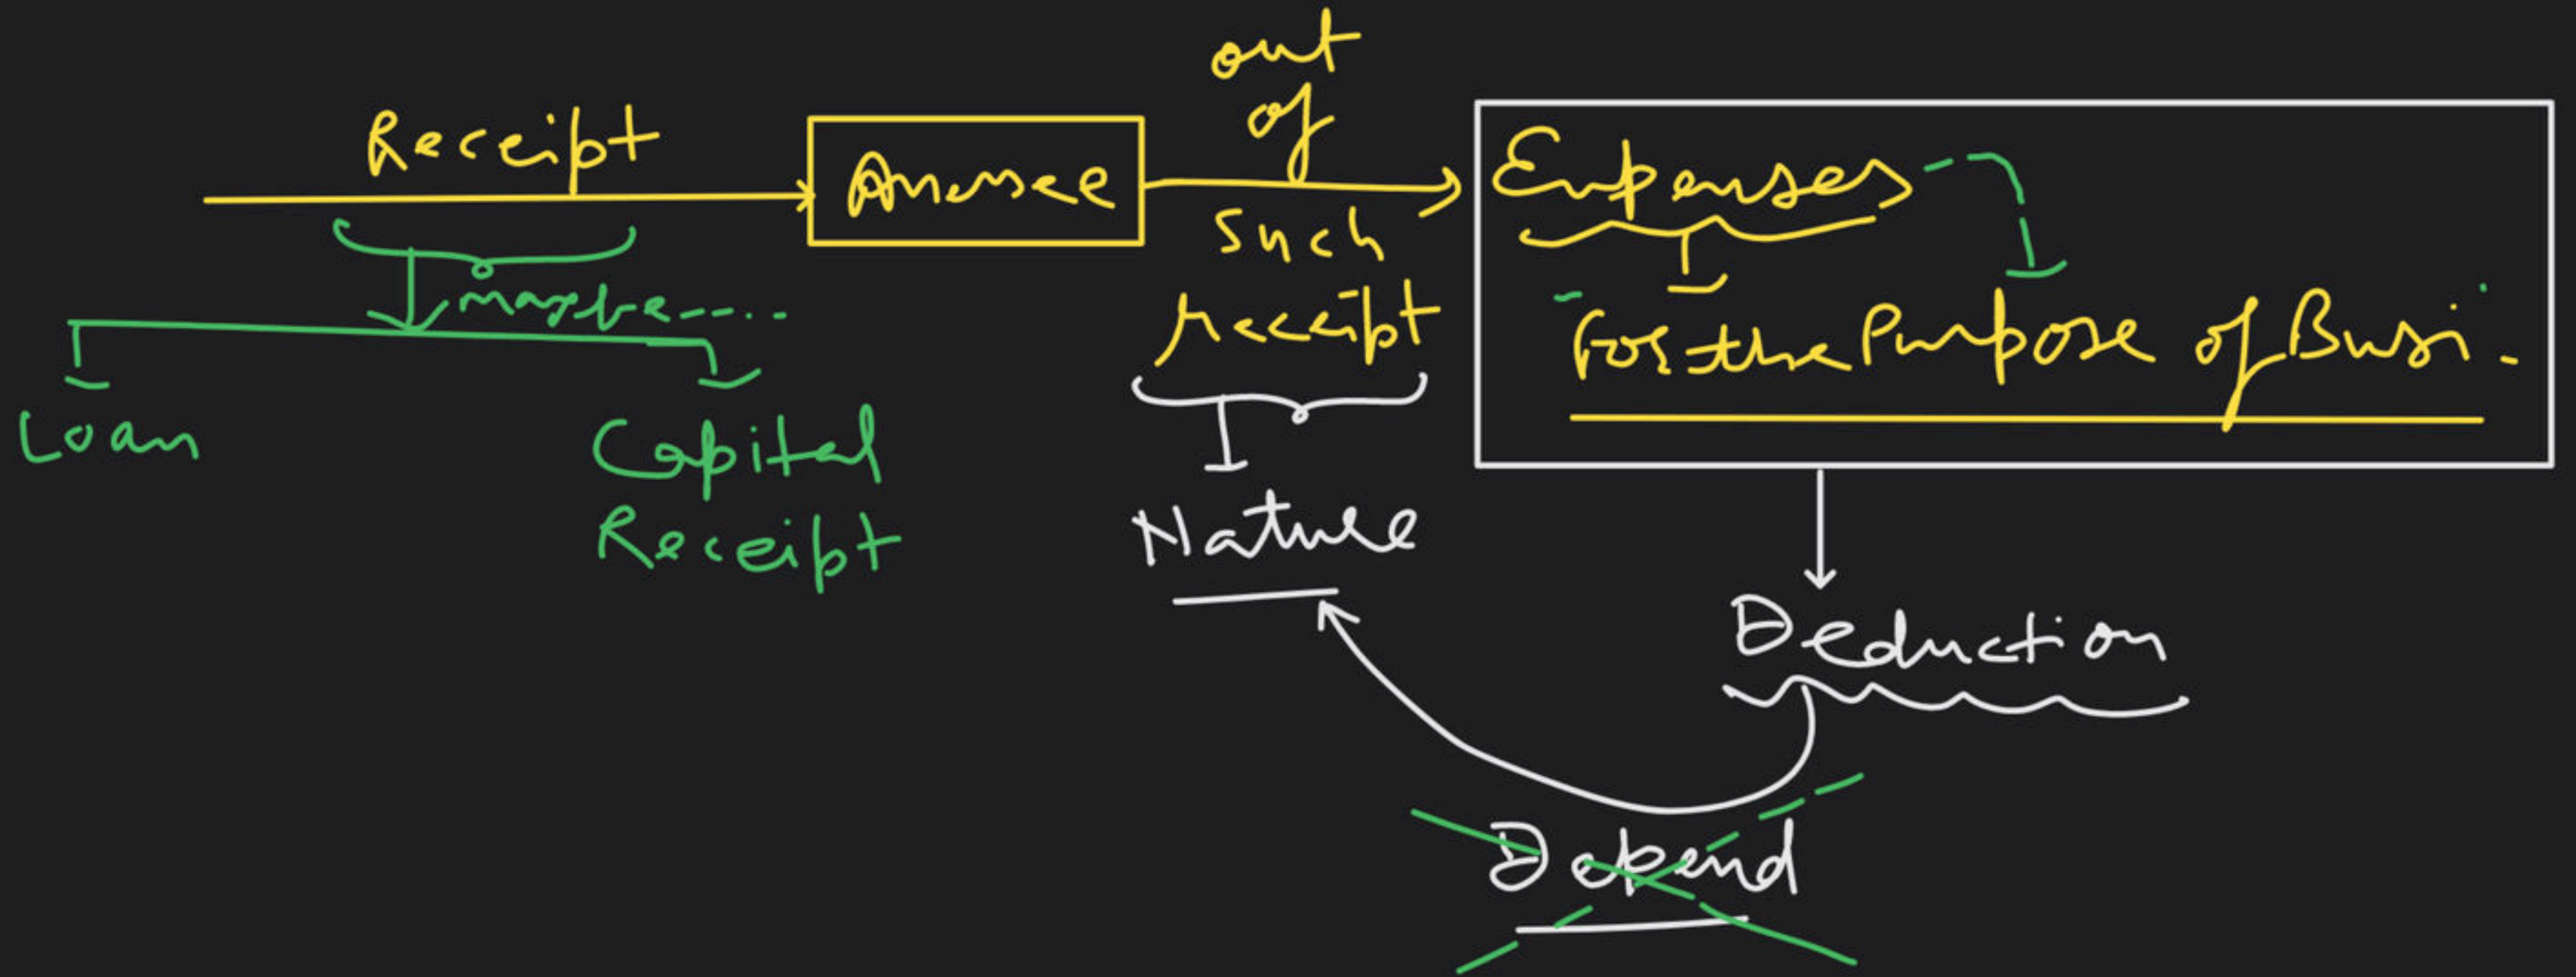 Receipt
Assessee
out
of
such
receipt
Expenses
For the Purpose of Busi.
maybe-----
Loan
Capital
Receipt
Nature
Deduction
Depend